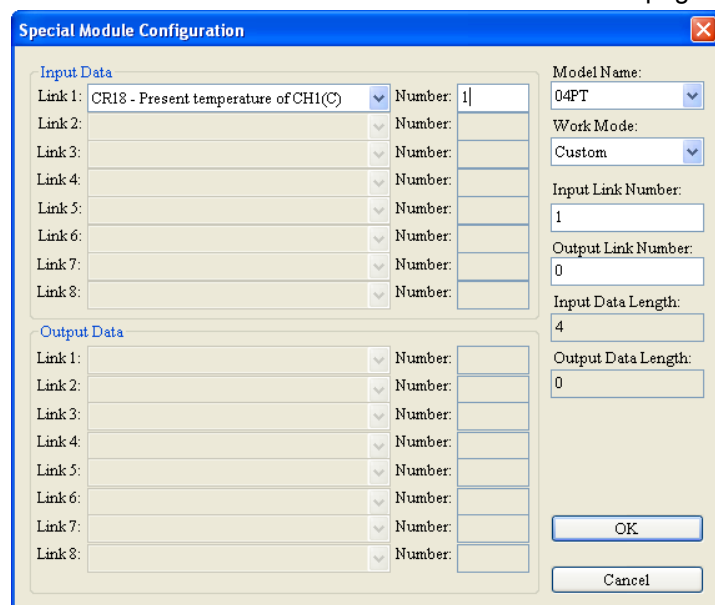 page
Special Module Configuration
Input Data
Link 1: CR18 - Present temperature of CH1(C) Number: 1
Link 2: Number:
Link 3: Number:
Link 4: Number:
Link 5: Number:
Link 6: Number:
Link 7: Number:
Link 8: Number:
Output Data
Link 1: Number:
Link 2: Number:
Link 3: Number:
Link 4: Number:
Link 5: Number:
Link 6: Number:
Link 7: Number:
Link 8: Number:
Model Name:
04PT
Work Mode:
Custom
Input Link Number:
1
Output Link Number:
0
Input Data Length:
4
Output Data Length:
0
OK
Cancel